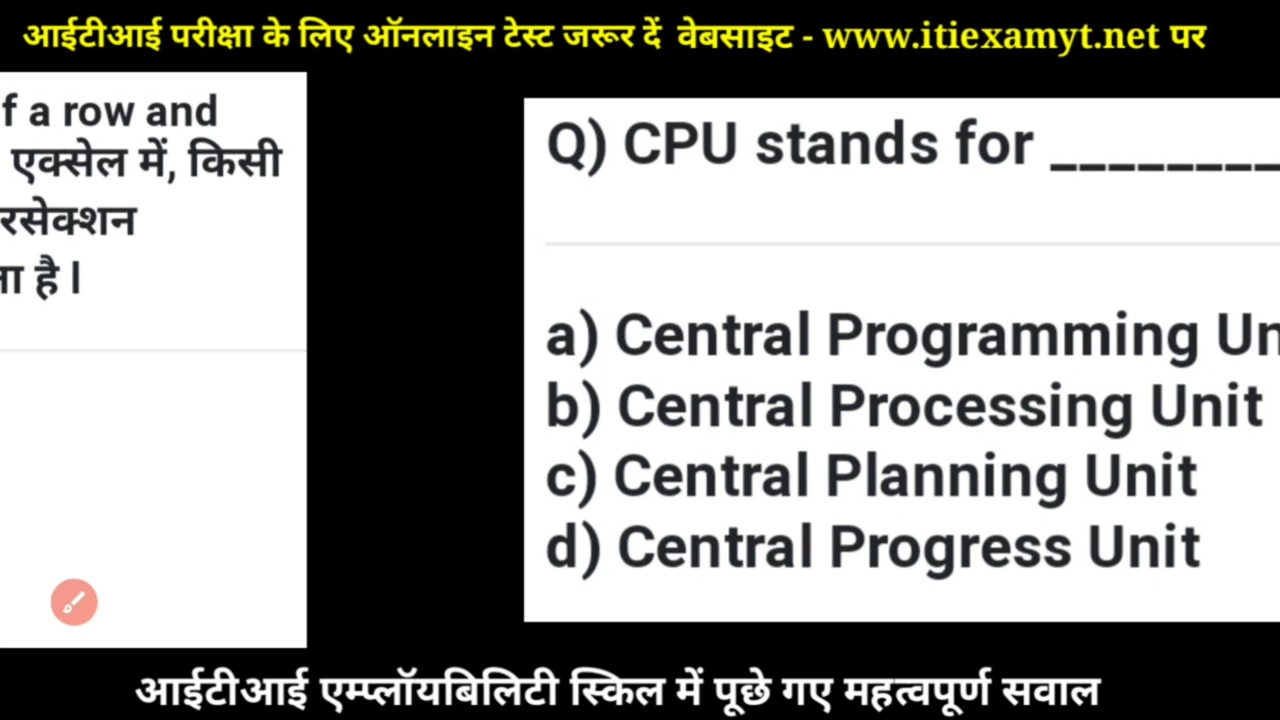 आईटीआई परीक्षा के लिए ऑनलाइन टेस्ट जरूर दें वेबसाइट - www.itiexamyt.net पर
f a row and
एक्सेल में, किसी
रसेक्शन
है ।
Q) CPU stands for ________
a) Central Programming Un
b) Central Processing Unit
c) Central Planning Unit
d) Central Progress Unit
आईटीआई एम्प्लॉयबिलिटी स्किल में पूछे गए महत्वपूर्ण सवाल